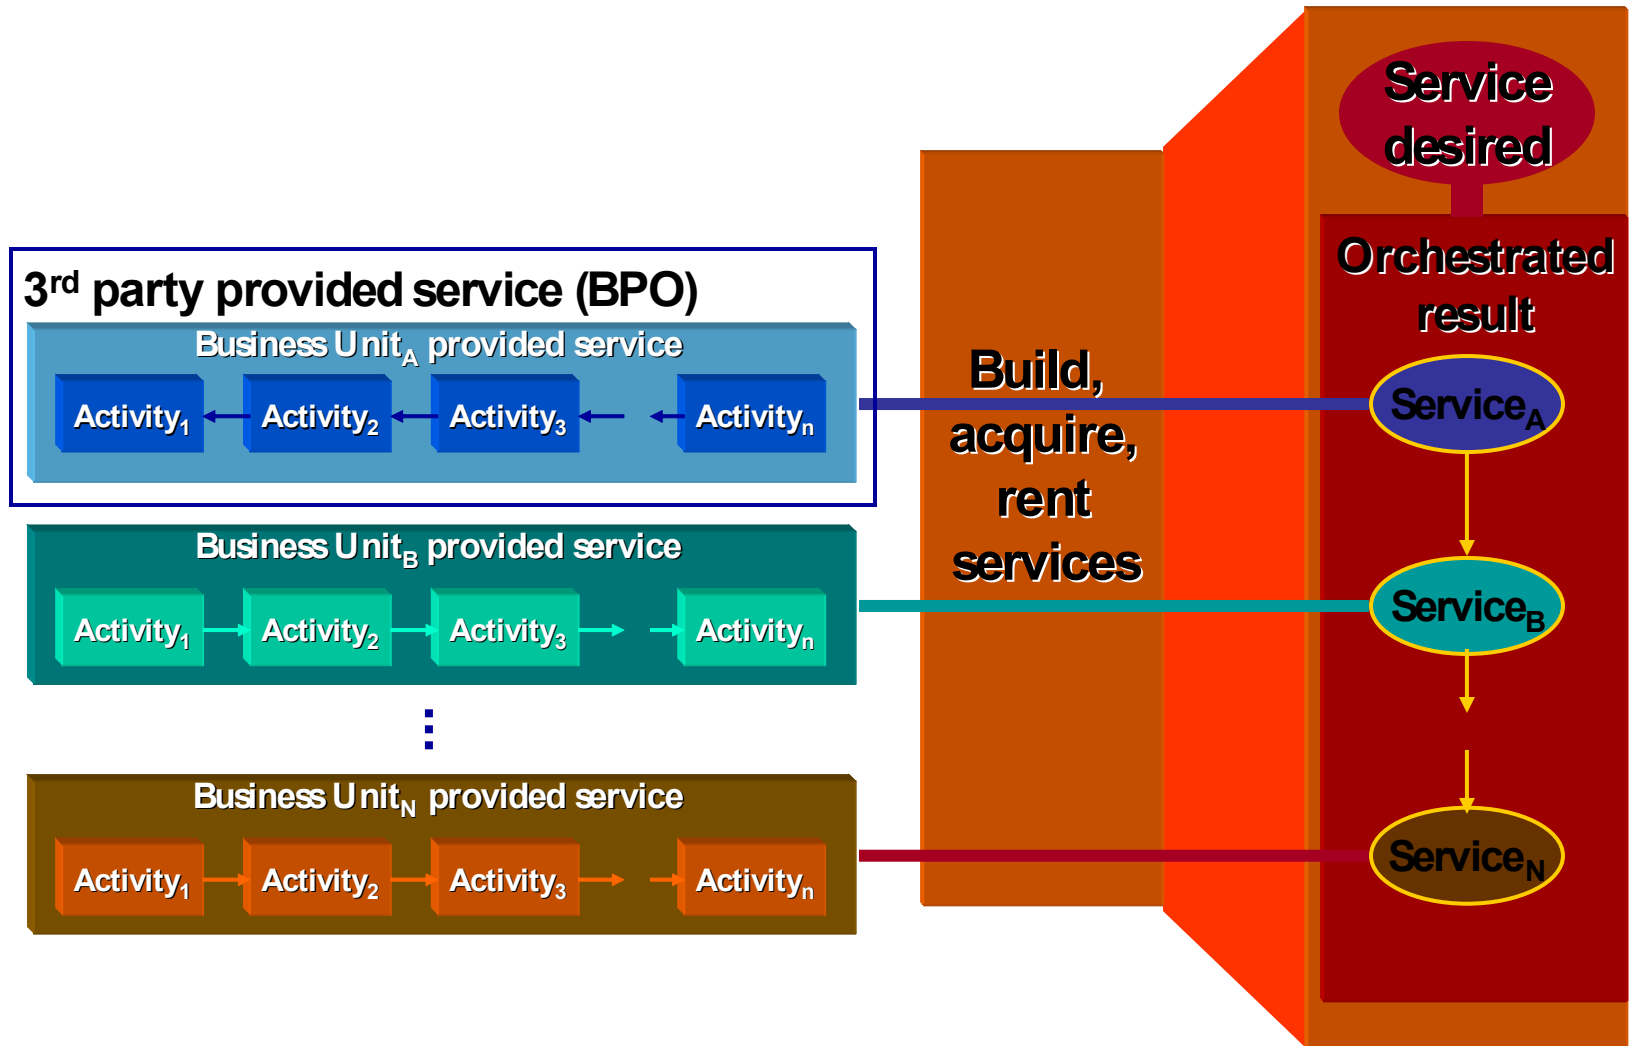 Service
desired
Orchestrated
result
3rd party provided service (BPO)
Business UnitA provided service
Activity1 Activity2 Activity3 Activityn
Build,
acquire,
rent
services
ServiceA
Business UnitB provided service
Activity1 Activity2 Activity3 Activityn
ServiceB
Business UnitN provided service
Activity1 Activity2 Activity3 Activityn
ServiceN